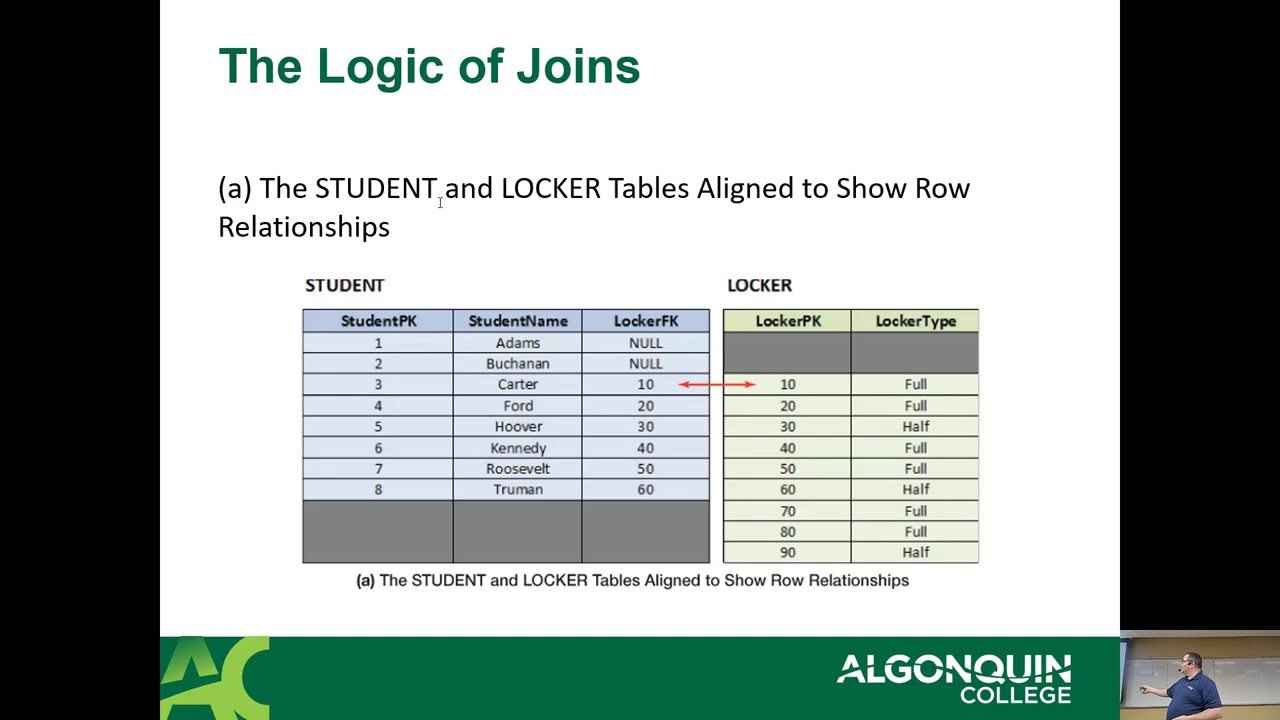 The Logic of Joins
(a) The STUDENT and LOCKER Tables Aligned to Show Row
Relationships
STUDENT
LOCKER
StudentPK StudentName LockerFK LockerPK LockerType
1 Adams NULL
2 Buchanan NULL
3 Carter 10 10 Full
4 Ford 20 20 Full
5 Hoover 30 30 Half
6 Kennedy 40 40 Full
7 Roosevelt 50 50 Full
8 Truman 60 60 Half
70 Full
80 Full
90 Half
(a) The STUDENT and LOCKER Tables Aligned to Show Row Relationships
AC
ALGONQUIN
COLLEGE